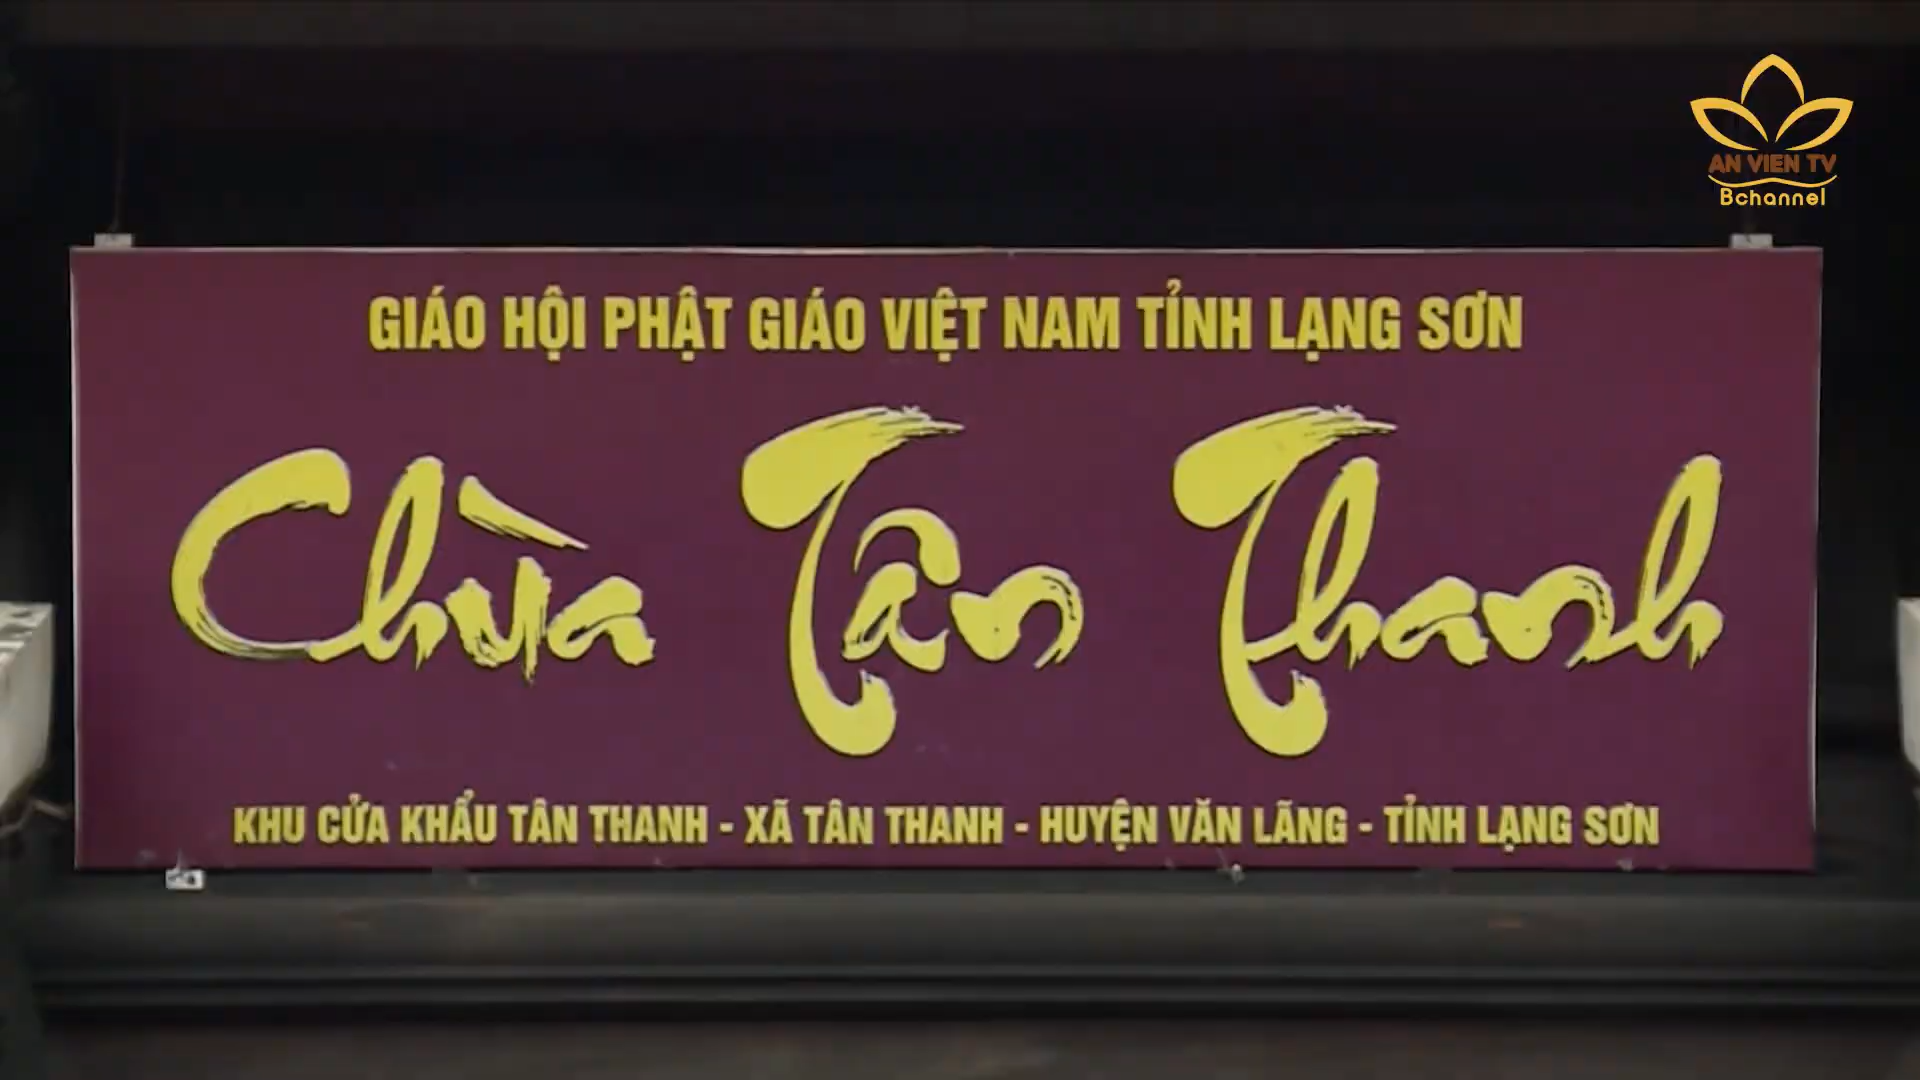 AN VIEN TV
Bchannel
GIÁO HỘI PHẬT GIÁO VIỆT NAM TỈNH LẠNG SƠN
Chùa Tân Thanh
KHU CỬA KHẨU TÂN THANH - XÃ TÂN THANH - HUYỆN VĂN LÃNG - TỈNH LẠNG SƠN